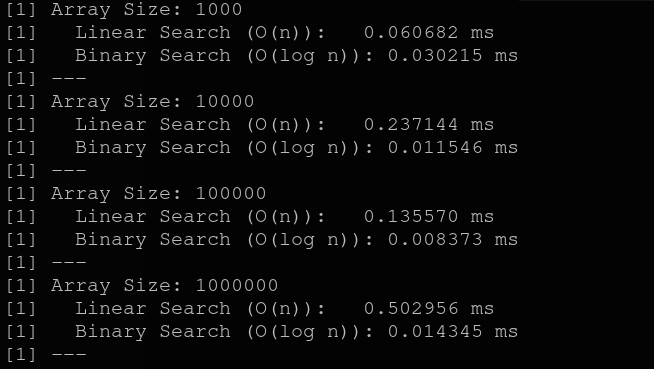 [1] Array Size: 1000
[1]   Linear Search (O(n)):   0.060682 ms
[1]   Binary Search (O(log n)): 0.030215 ms
[1] ---
[1] Array Size: 10000
[1]   Linear Search (O(n)):   0.237144 ms
[1]   Binary Search (O(log n)): 0.011546 ms
[1] ---
[1] Array Size: 100000
[1]   Linear Search (O(n)):   0.135570 ms
[1]   Binary Search (O(log n)): 0.008373 ms
[1] ---
[1] Array Size: 1000000
[1]   Linear Search (O(n)):   0.502956 ms
[1]   Binary Search (O(log n)): 0.014345 ms
[1] ---